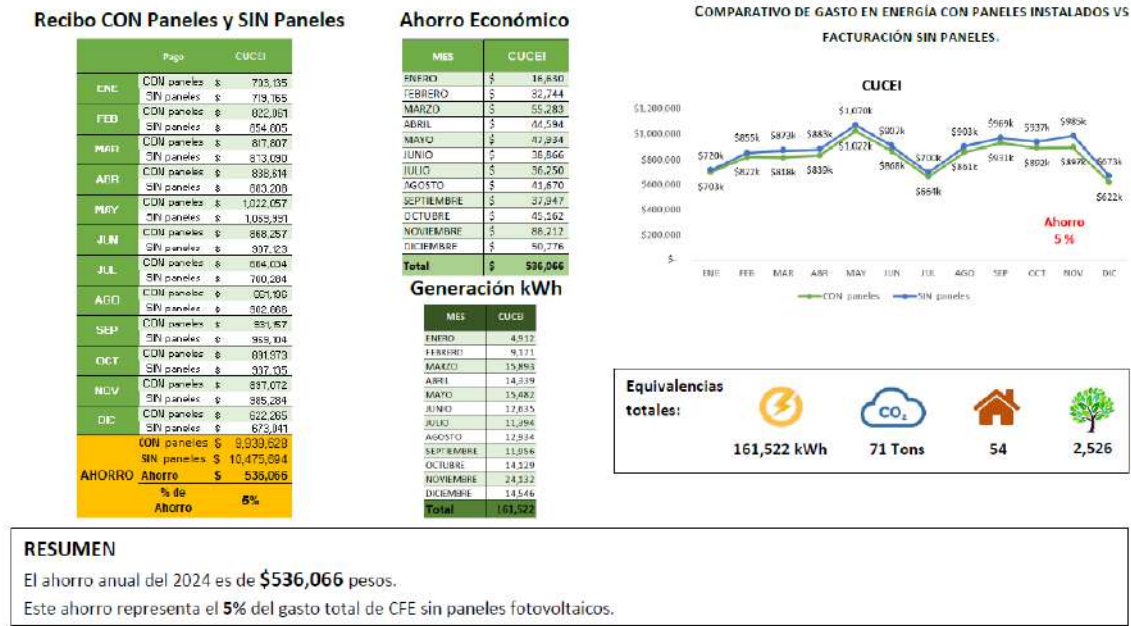 Recibo CON Paneles y SIN Paneles
Pago CUCEI
ENE
CON paneles $ 703,135
SIN paneles $ 719,765
FEB
CON paneles $ 822,061
SIN paneles $ 854,805
MAR
CON paneles $ 817,807
SIN paneles $ 873,090
ABR
CON paneles $ 838,614
SIN paneles $ 883,208
MAY
CON paneles $ 1,022,057
SIN paneles $ 1,069,991
JUN
CON paneles $ 868,257
SIN paneles $ 907,123
JUL
CON paneles $ 664,034
SIN paneles $ 700,284
AGO
CON paneles $ 861,196
SIN paneles $ 902,866
SEP
CON paneles $ 931,157
SIN paneles $ 969,104
OCT
CON paneles $ 891,973
SIN paneles $ 937,135
NOV
CON paneles $ 897,072
SIN paneles $ 985,284
DIC
CON paneles $ 622,265
SIN paneles $ 673,041
AHORRO
CON paneles $ 9,939,628
SIN paneles $ 10,475,694
Ahorro $ 536,066
% de
Ahorro
5%
Ahorro Económico
MES CUCEI
ENERO $ 16,630
FEBRERO $ 32,744
MARZO $ 55,283
ABRIL $ 44,594
MAYO $ 47,934
JUNIO $ 38,866
JULIO $ 36,250
AGOSTO $ 41,670
SEPTIEMBRE $ 37,947
OCTUBRE $ 45,162
NOVIEMBRE $ 88,212
DICIEMBRE $ 50,776
Total $ 536,066
Generación kWh
MES CUCEI
ENERO 4,912
FEBRERO 9,171
MARZO 15,893
ABRIL 14,339
MAYO 15,482
JUNIO 12,635
JULIO 11,394
AGOSTO 12,934
SEPTIEMBRE 11,956
OCTUBRE 14,129
NOVIEMBRE 24,132
DICIEMBRE 14,546
Total 161,522
COMPARATIVO DE GASTO EN ENERGÍA CON PANELES INSTALADOS VS
FACTURACIÓN SIN PANELES.
CUCEI
$1,200,000
$1,000,000
$800,000
$600,000
$400,000
$200,000
$-
$720k $855k $873k $883k $1,070k $907k $700k $903k $969k $937k $985k $673k
$703k $822k $818k $839k $1,022k $868k $664k $861k $931k $892k $897k $622k
Ahorro
5 %
ENE FEB MAR ABR MAY JUN JUL AGO SEP OCT NOV DIC
CON paneles SIN paneles
Equivalencias
totales:
CO₂
161,522 kWh 71 Tons 54 2,526
RESUMEN
El ahorro anual del 2024 es de $536,066 pesos.
Este ahorro representa el 5% del gasto total de CFE sin paneles fotovoltaicos.